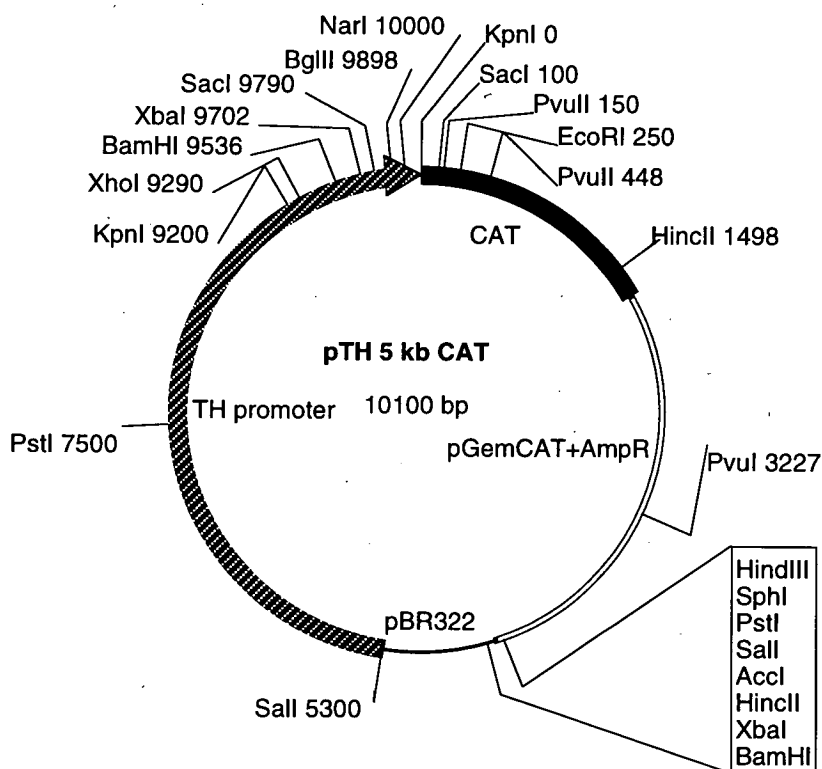 NarI 10000
KpnI 0
BglII 9898
SacI 100
SacI 9790
PvuII 150
XbaI 9702
EcoRI 250
BamHI 9536
PvuII 448
XhoI 9290
KpnI 9200
CAT
HincII 1498
pTH 5 kb CAT
TH promoter
10100 bp
PstI 7500
pGemCAT+AmpR
PvuI 3227
HindIII
SphI
PstI
SalI
AccI
HincII
XbaI
BamHI
pBR322
SalI 5300